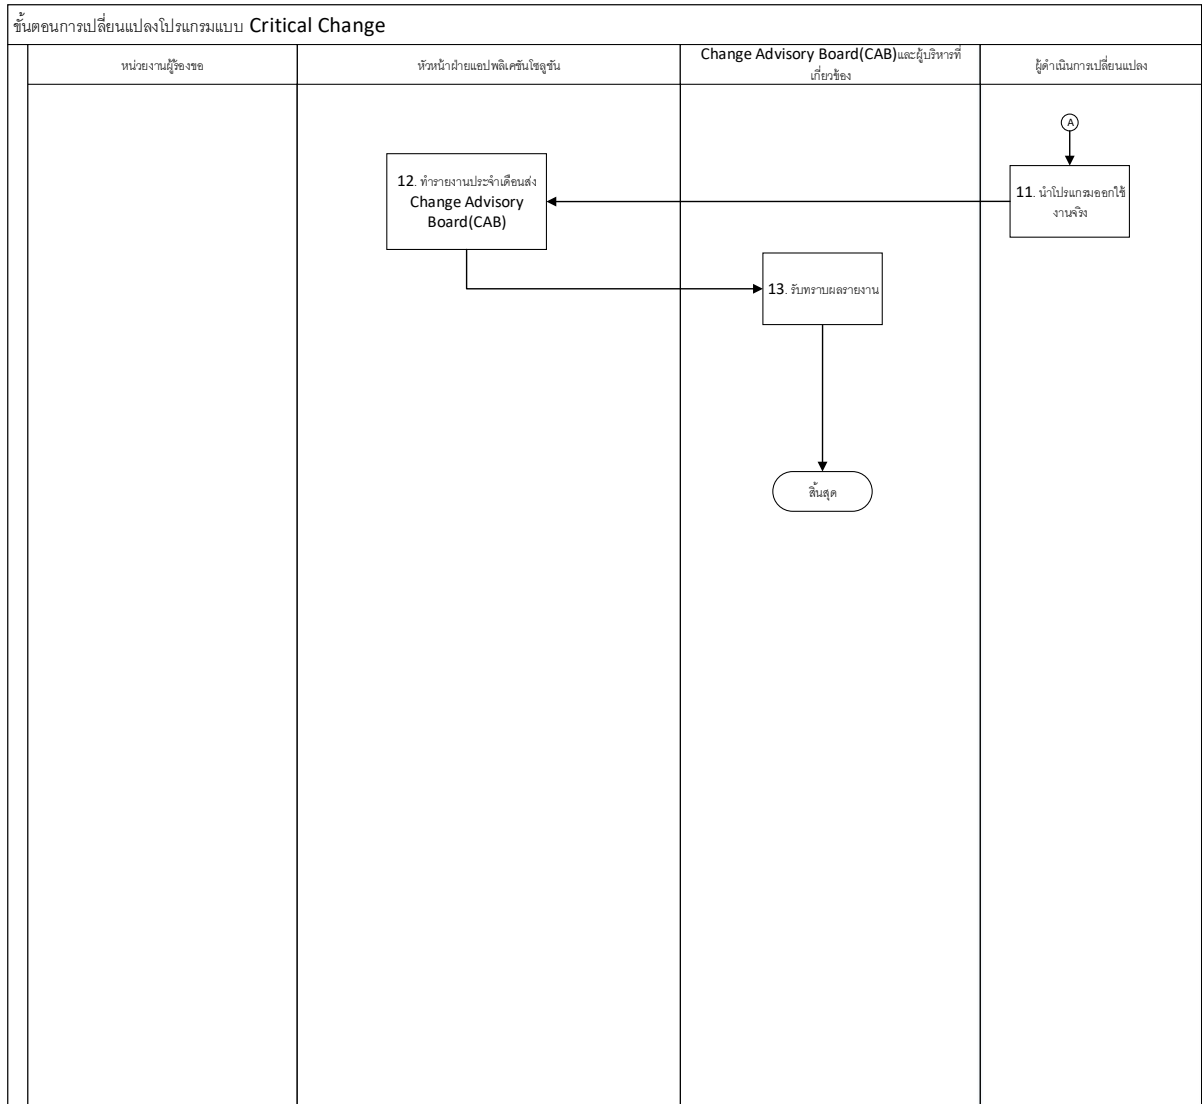 ขั้นตอนการเปลี่ยนแปลงโปรแกรมแบบ Critical Change
หน่วยงานผู้ร้องขอ
หัวหน้าฝ่ายแอปพลิเคชันโซลูชัน
Change Advisory Board(CAB)และผู้บริหารที่
เกี่ยวข้อง
ผู้ดำเนินการเปลี่ยนแปลง
A
11. นำโปรแกรมออกใช้
งานจริง
12. ทำรายงานประจำเดือนส่ง
Change Advisory
Board(CAB)
13. รับทราบผลรายงาน
สิ้นสุด